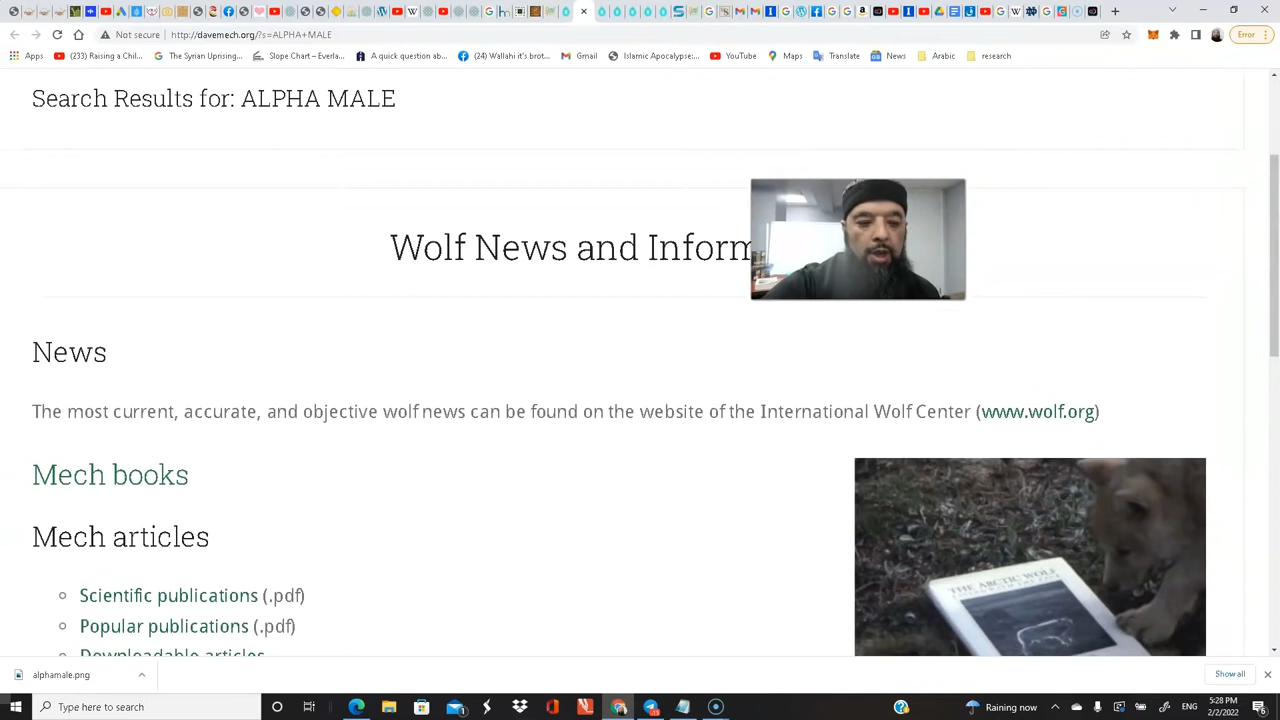 Not secure
http://davemech.org/?s=ALPHA+MALE
Error
Apps
(233) Raising a Chil...
The Syrian Uprising...
Slope Chart – Everla...
A quick question ab...
(24) Wallahi it's brot...
Gmail
Islamic Apocalypse:...
YouTube
Maps
Translate
News
Arabic
research
Search Results for: ALPHA MALE
Wolf News and Inform
News
The most current, accurate, and objective wolf news can be found on the website of the International Wolf Center (www.wolf.org)
Mech books
Mech articles
Scientific publications (.pdf)
Popular publications (.pdf)
Downloadable articles
THE ARCTIC WOLF
alphamale.png
Show all
Type here to search
Raining now
ENG
5:28 PM
2/2/2022